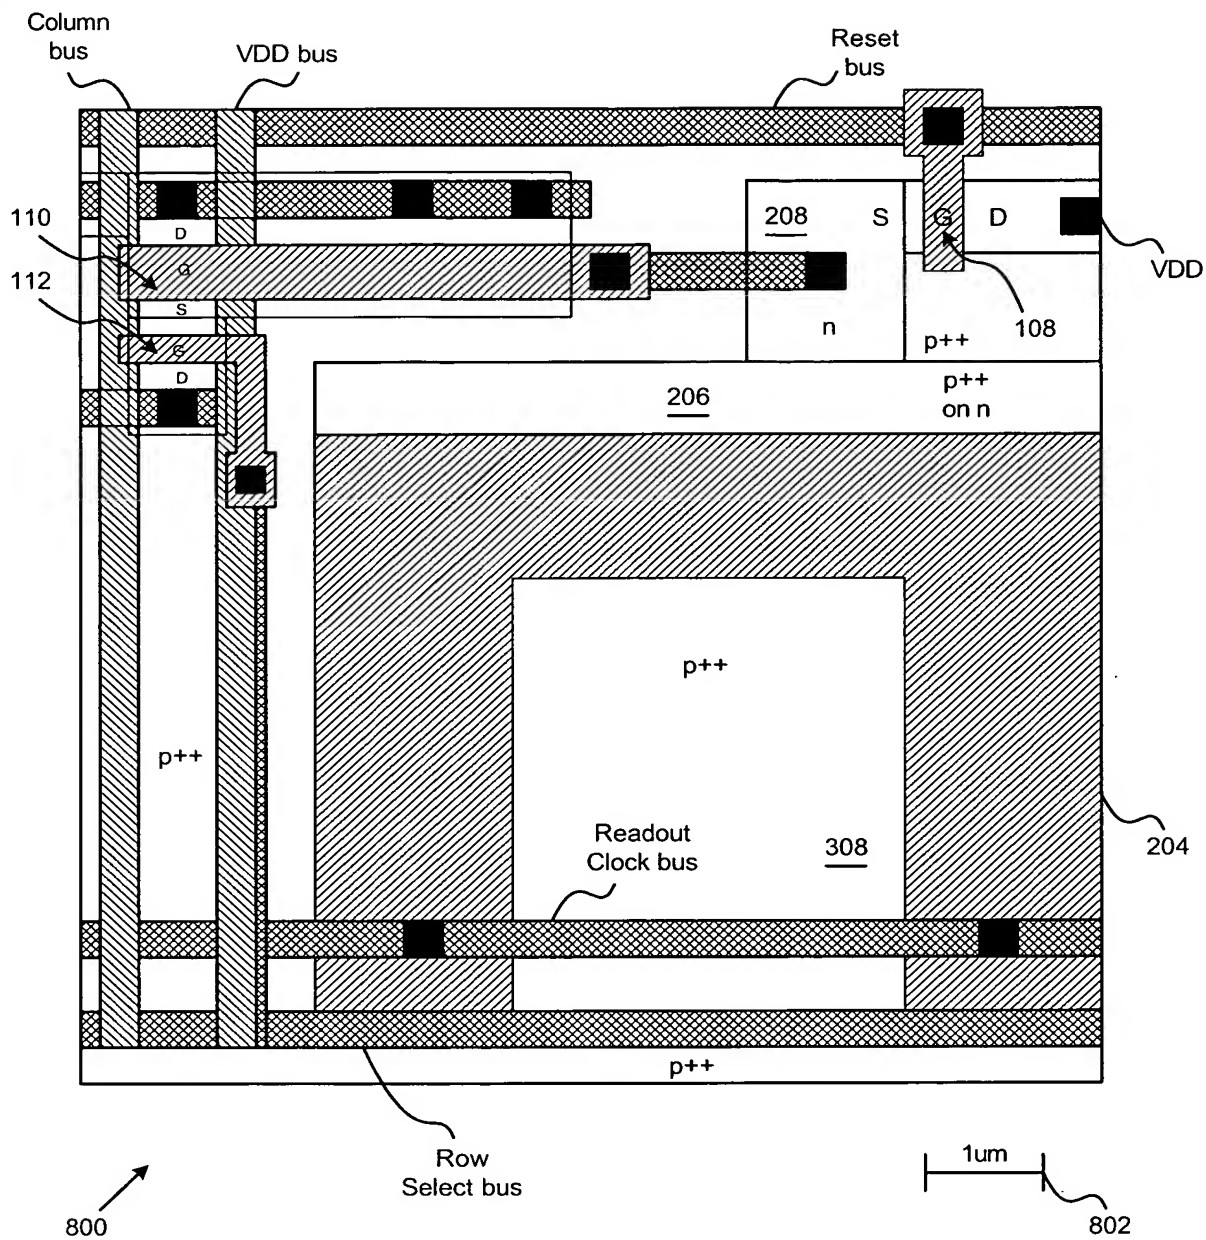 Column
bus
VDD bus
Reset
bus
110
112
D
G
S
G
D
208
S
G
D
VDD
n
p++
108
206
p++
on n
p++
p++
Readout
Clock bus
308
204
p++
Row
Select bus
800
1um
802